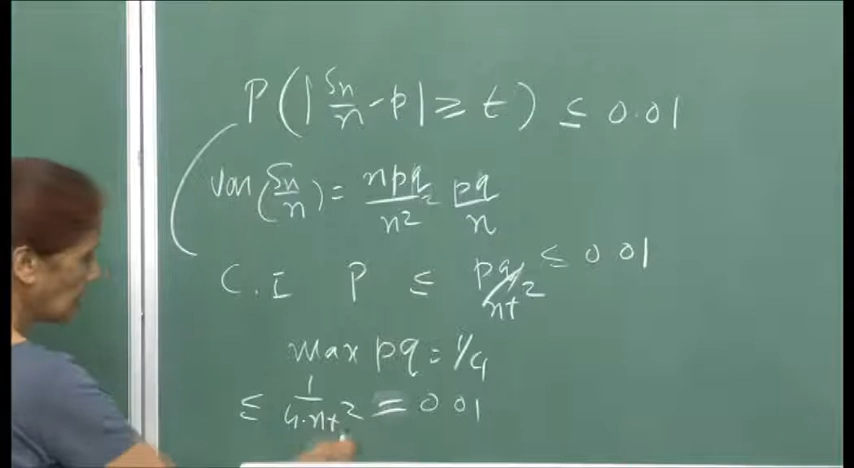 P(|Sn/n - p| ≥ t) ≤ 0.01
Var(Sn/n) = npq/n² = pq/n
C.I P ≤ pq/nt² ≤ 0.01
max pq = 1/4
≤ 1/4.nt² = 0.01